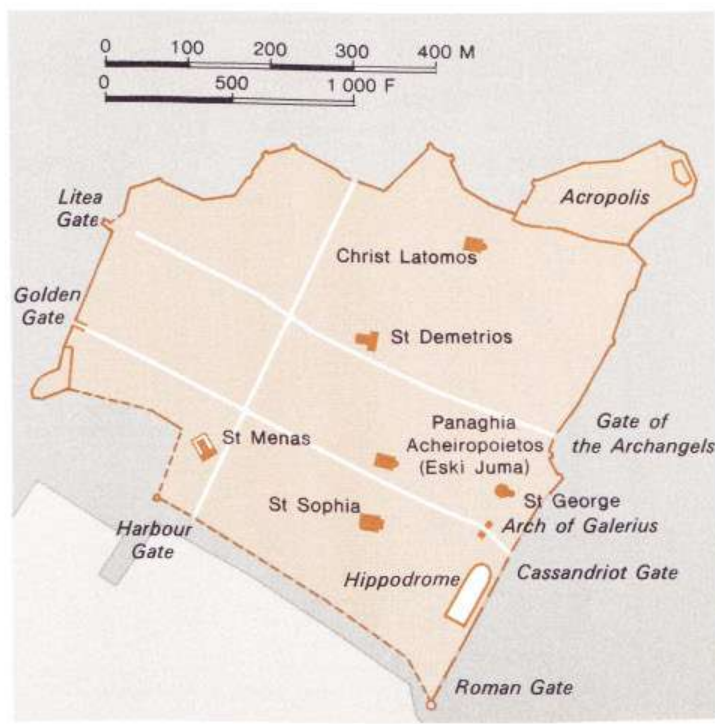 0 100 200 300 400 M
0 500 1 000 F
Acropolis
Litea
Gate
Christ Latomos
Golden
Gate
St Demetrios
Panaghia
Acheiropoietos
(Eski Juma)
Gate of
the Archangels
St Menas
St Sophia
St George
Arch of Galerius
Harbour
Gate
Hippodrome
Cassandriot Gate
Roman Gate